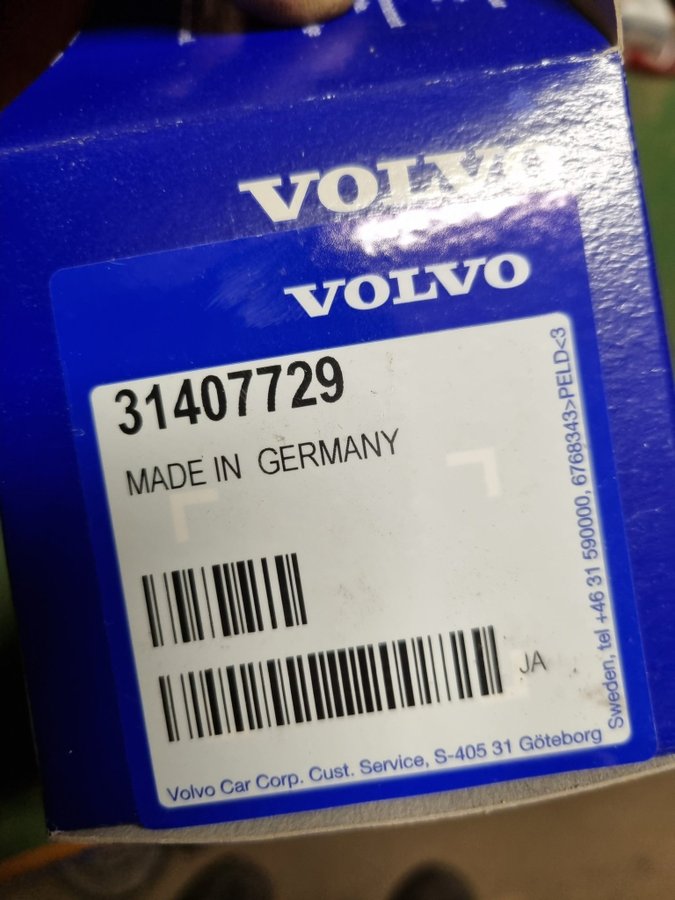 VOLVO
VOLVO
31407729
MADE IN GERMANY
JA
Volvo Car Corp. Cust. Service, S-405 31 Göteborg
Sweden, tel +46 31 590000, 6768343>PELD<3